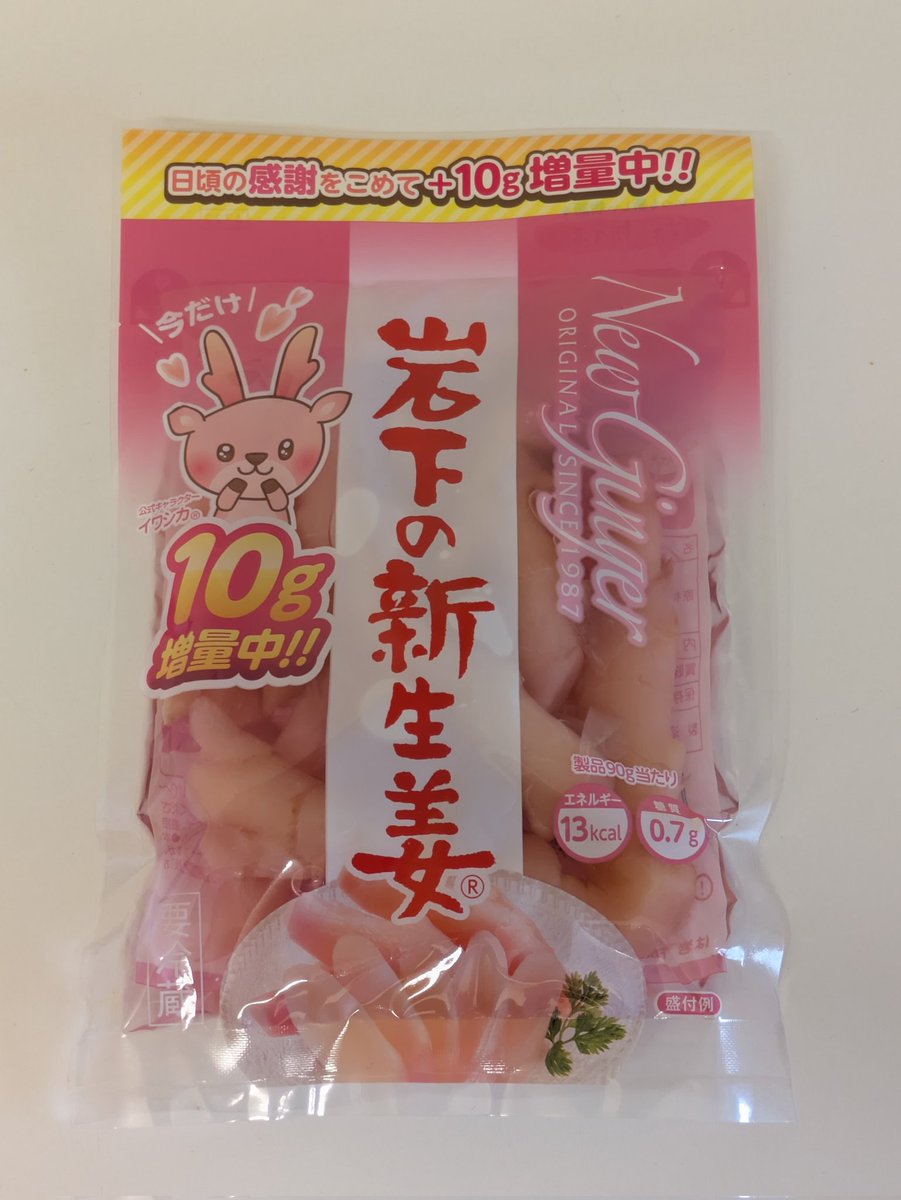 日頃の感謝をこめて+10g増量中!!
今だけ
公式キャラクター
イワシカ®
10g
増量中!!
岩下の新生姜®
New Ginger
ORIGINAL SINCE 1987
製品90g当たり
エネルギー
13kcal
糖質
0.7g
要冷蔵
盛付例